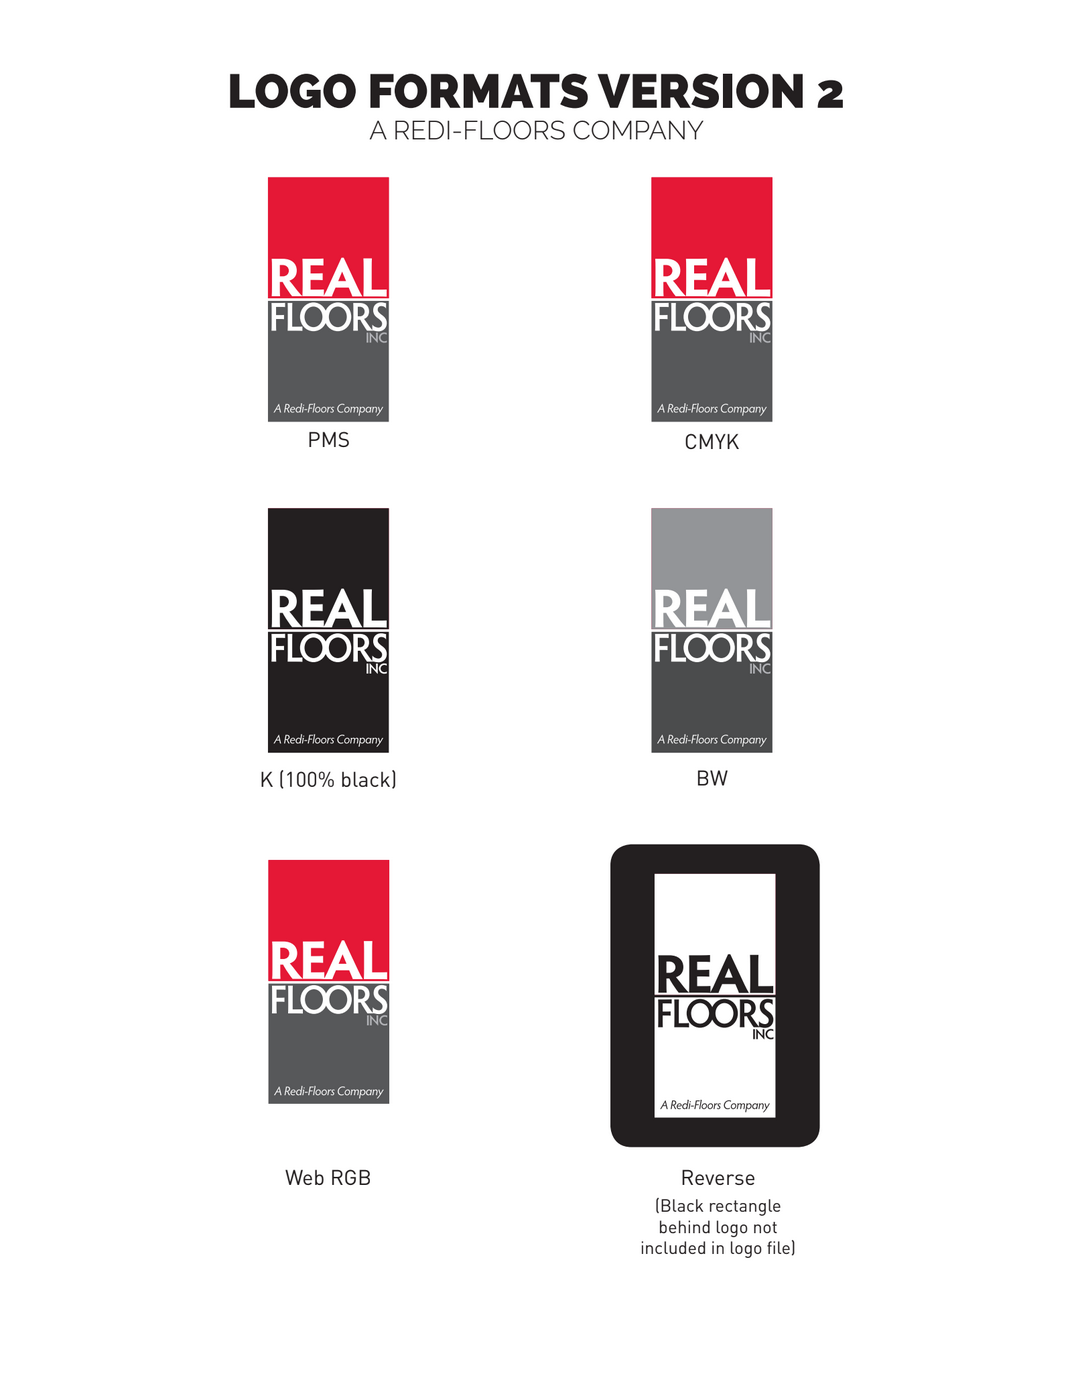 LOGO FORMATS VERSION 2
A REDI-FLOORS COMPANY
REAL
FLOORS
INC
A Redi-Floors Company
PMS
REAL
FLOORS
INC
A Redi-Floors Company
CMYK
REAL
FLOORS
INC
A Redi-Floors Company
K (100% black)
REAL
FLOORS
INC
A Redi-Floors Company
BW
REAL
FLOORS
INC
A Redi-Floors Company
Web RGB
REAL
FLOORS
INC
A Redi-Floors Company
Reverse
(Black rectangle
behind logo not
included in logo file)